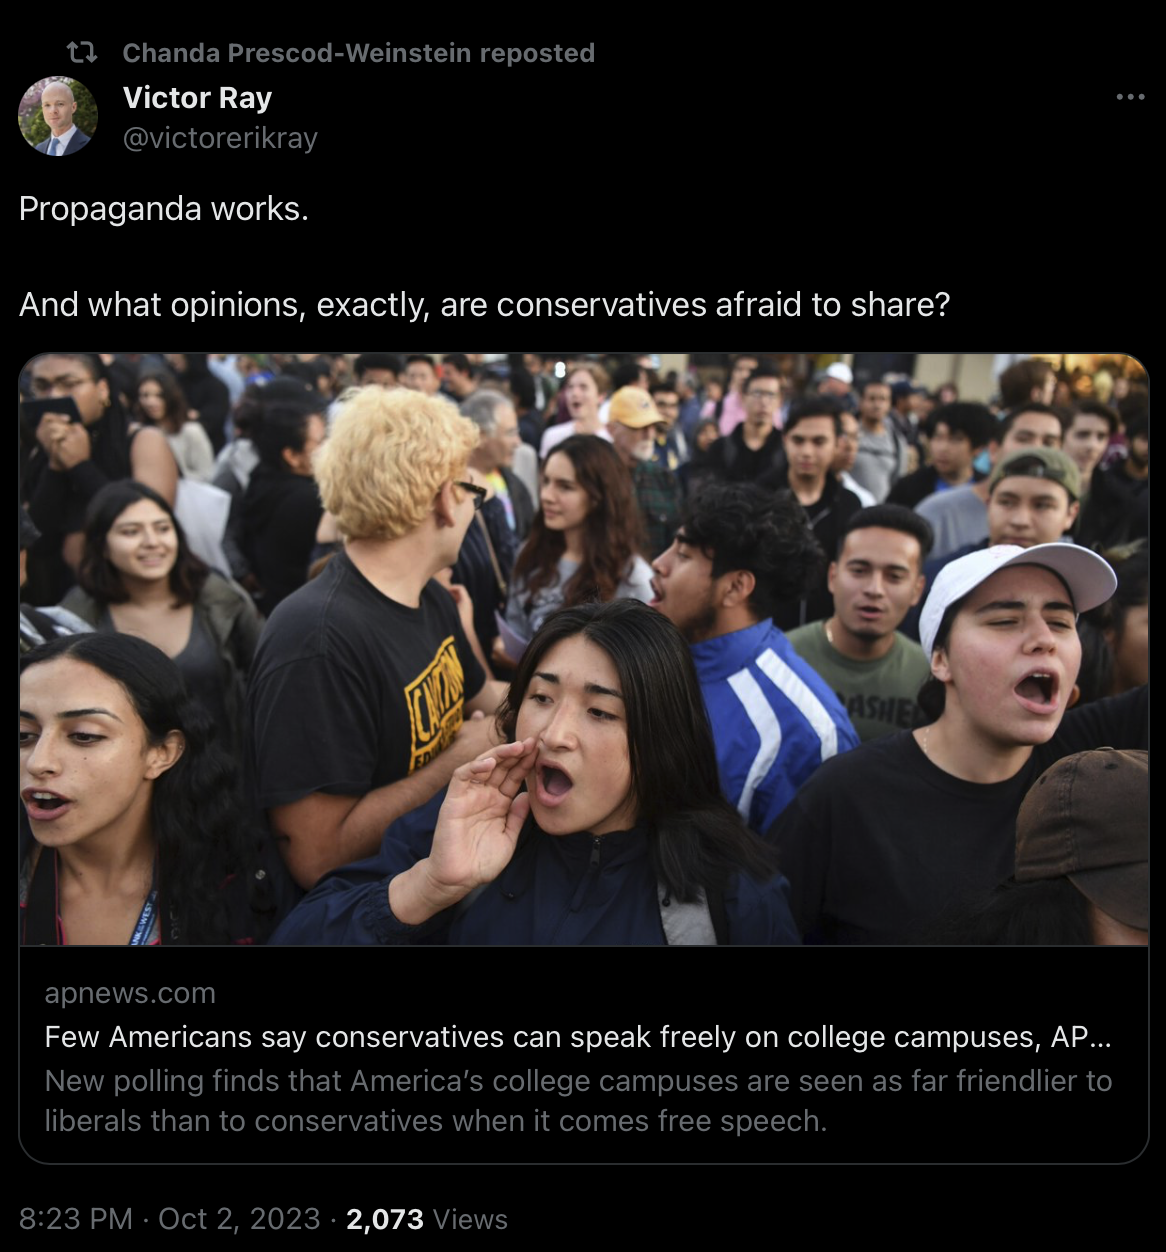 Chanda Prescod-Weinstein reposted
Victor Ray
@victorerikray
Propaganda works.
And what opinions, exactly, are conservatives afraid to share?
apnews.com
Few Americans say conservatives can speak freely on college campuses, AP...
New polling finds that America's college campuses are seen as far friendlier to
liberals than to conservatives when it comes free speech.
8:23 PM · Oct 2, 2023 · 2,073 Views